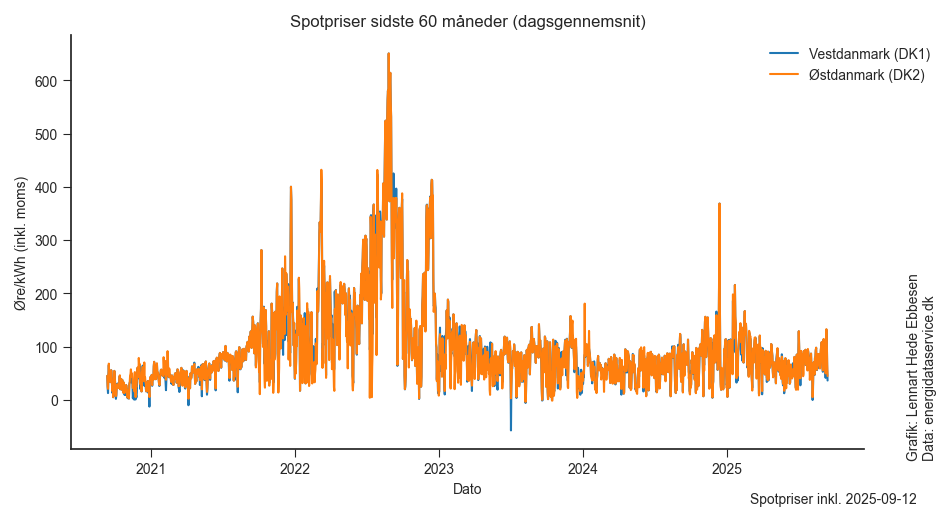 Spotpriser sidste 60 måneder (dagsgennemsnit)
Vestdanmark (DK1)
Østdanmark (DK2)
Øre/kWh (inkl. moms)
600
500
400
300
200
100
0
2021
2022
2023
2024
2025
Dato
Grafik: Lennart Hede Ebbesen
Data: energidataservice.dk
Spotpriser inkl. 2025-09-12